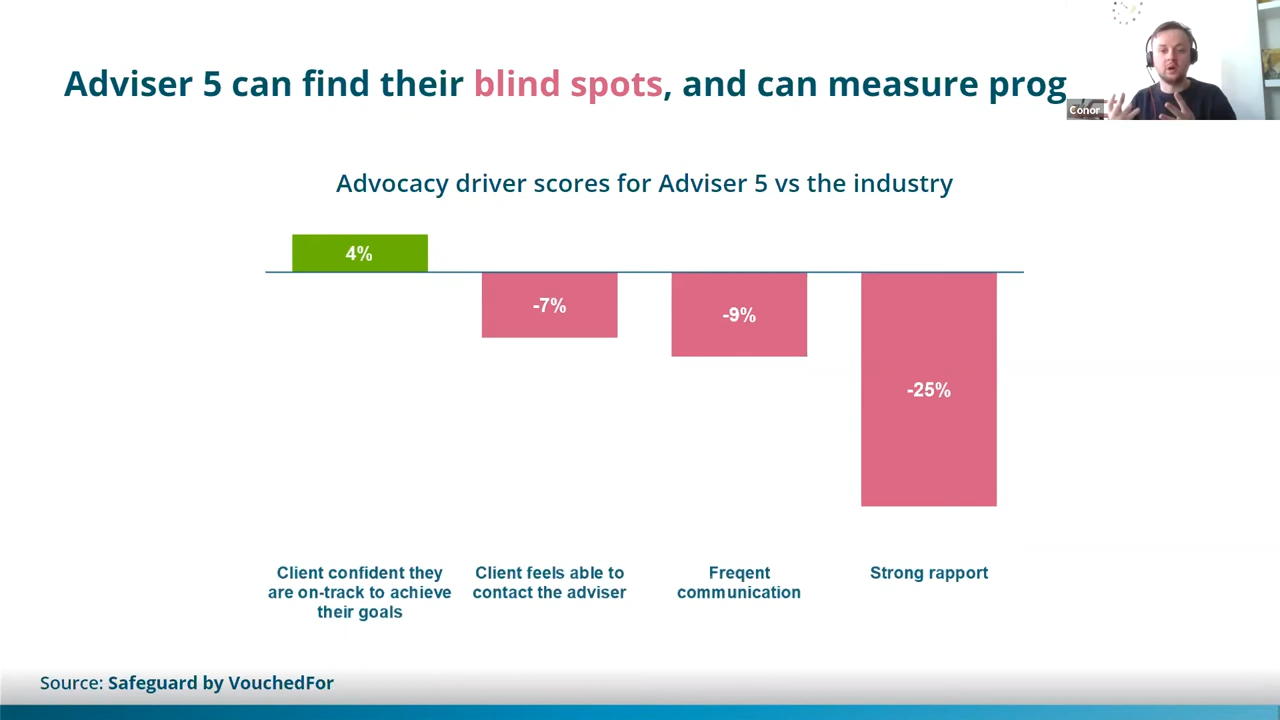 Adviser 5 can find their blind spots, and can measure prog
Conor
Advocacy driver scores for Adviser 5 vs the industry
4%
-7%
-9%
-25%
Client confident they
are on-track to achieve
their goals
Client feels able to
contact the adviser
Freqent
communication
Strong rapport
Source: Safeguard by VouchedFor